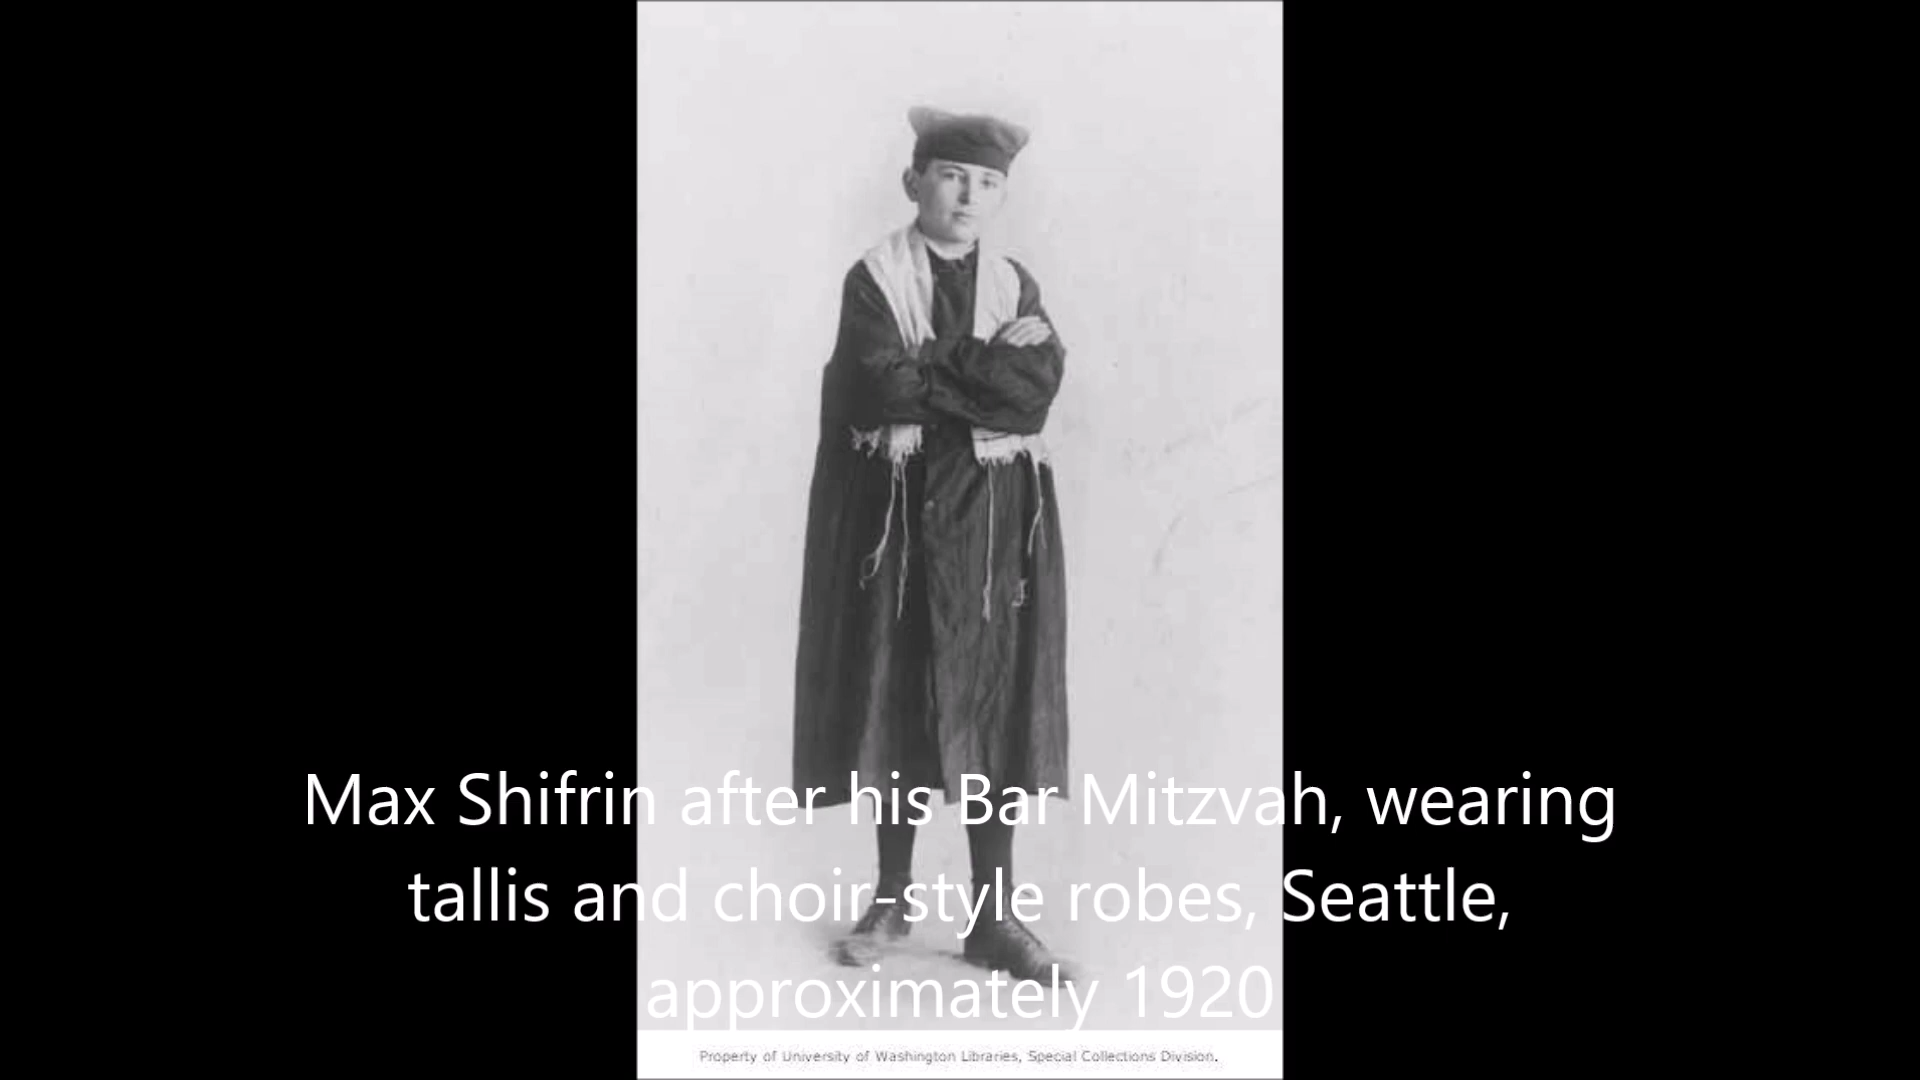 Max Shifrin after his Bar Mitzvah, wearing
tallis and choir-style robes, Seattle,
approximately 1920
Property of University of Washington Libraries, Special Collections Division.